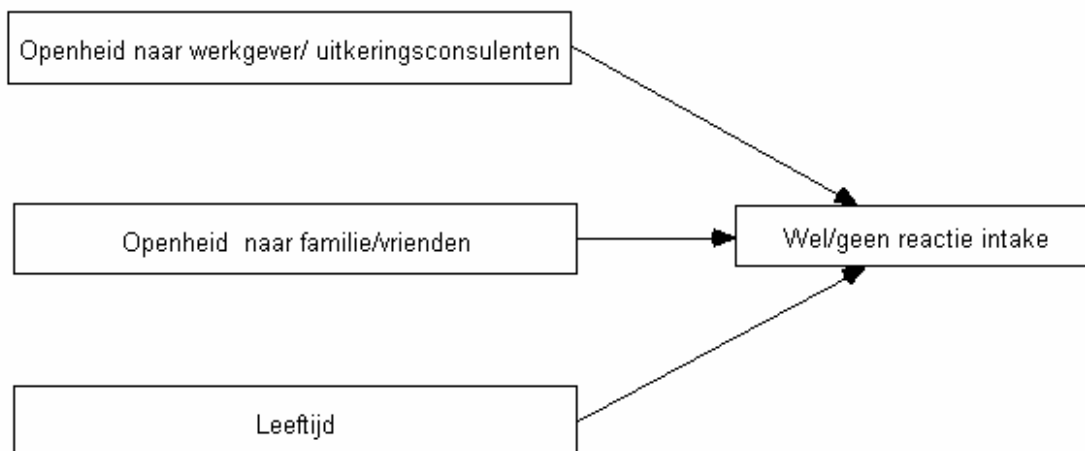 Openheid naar werkgever/ uitkeringsconsulenten
Openheid naar familie/vrienden
Wel/geen reactie intake
Leeftijd